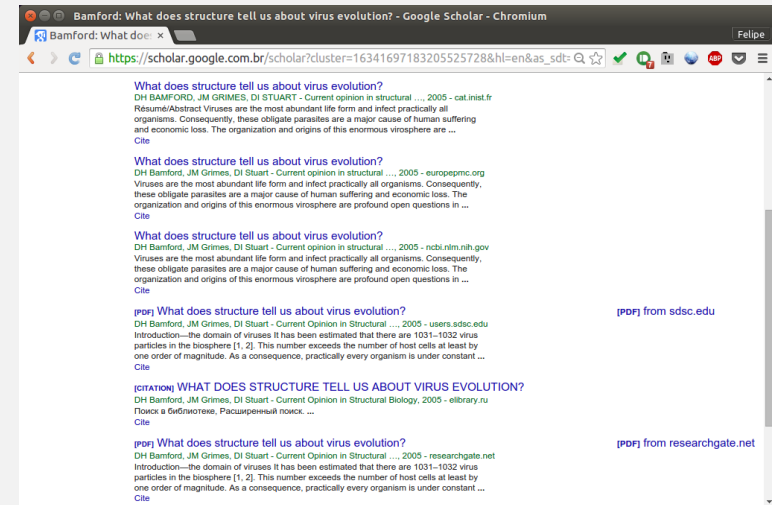 Bamford: What does structure tell us about virus evolution? - Google Scholar - Chromium
Bamford: What doe
Felipe
https://scholar.google.com.br/scholar?cluster=16341697183205525728&hl=en&as_sdt=
7
ABP
What does structure tell us about virus evolution?
DH BAMFORD, JM GRIMES, DI STUART - Current opinion in structural …, 2005 - cat.inist.fr
Résumé/Abstract Viruses are the most abundant life form and infect practically all
organisms. Consequently, these obligate parasites are a major cause of human suffering
and economic loss. The organization and origins of this enormous virosphere are ...
Cite
What does structure tell us about virus evolution?
DH Bamford, JM Grimes, DI Stuart - Current opinion in structural …, 2005 - europepmc.org
Viruses are the most abundant life form and infect practically all organisms. Consequently,
these obligate parasites are a major cause of human suffering and economic loss. The
organization and origins of this enormous virosphere are profound open questions in ...
Cite
What does structure tell us about virus evolution?
DH Bamford, JM Grimes, DI Stuart - Current opinion in structural …, 2005 - ncbi.nlm.nih.gov
Viruses are the most abundant life form and infect practically all organisms. Consequently,
these obligate parasites are a major cause of human suffering and economic loss. The
organization and origins of this enormous virosphere are profound open questions in ...
Cite
[PDF] What does structure tell us about virus evolution?
[PDF] from sdsc.edu
DH Bamford, JM Grimes, DI Stuart - Current Opinion in Structural …, 2005 - users.sdsc.edu
Introduction—the domain of viruses It has been estimated that there are 1031–1032 virus
particles in the biosphere [1, 2]. This number exceeds the number of host cells at least by
one order of magnitude. As a consequence, practically every organism is under constant ...
Cite
[CITATION] WHAT DOES STRUCTURE TELL US ABOUT VIRUS EVOLUTION?
DH Bamford, JM Grimes, DI Stuart - Current Opinion in Structural Biology, 2005 - elibrary.ru
Поиск в библиотеке, Расширенный поиск. ...
Cite
[PDF] What does structure tell us about virus evolution?
[PDF] from researchgate.net
DH Bamford, JM Grimes, DI Stuart - Current Opinion in Structural …, 2005 - researchgate.net
Introduction—the domain of viruses It has been estimated that there are 1031–1032 virus
particles in the biosphere [1, 2]. This number exceeds the number of host cells at least by
one order of magnitude. As a consequence, practically every organism is under constant ...
Cite